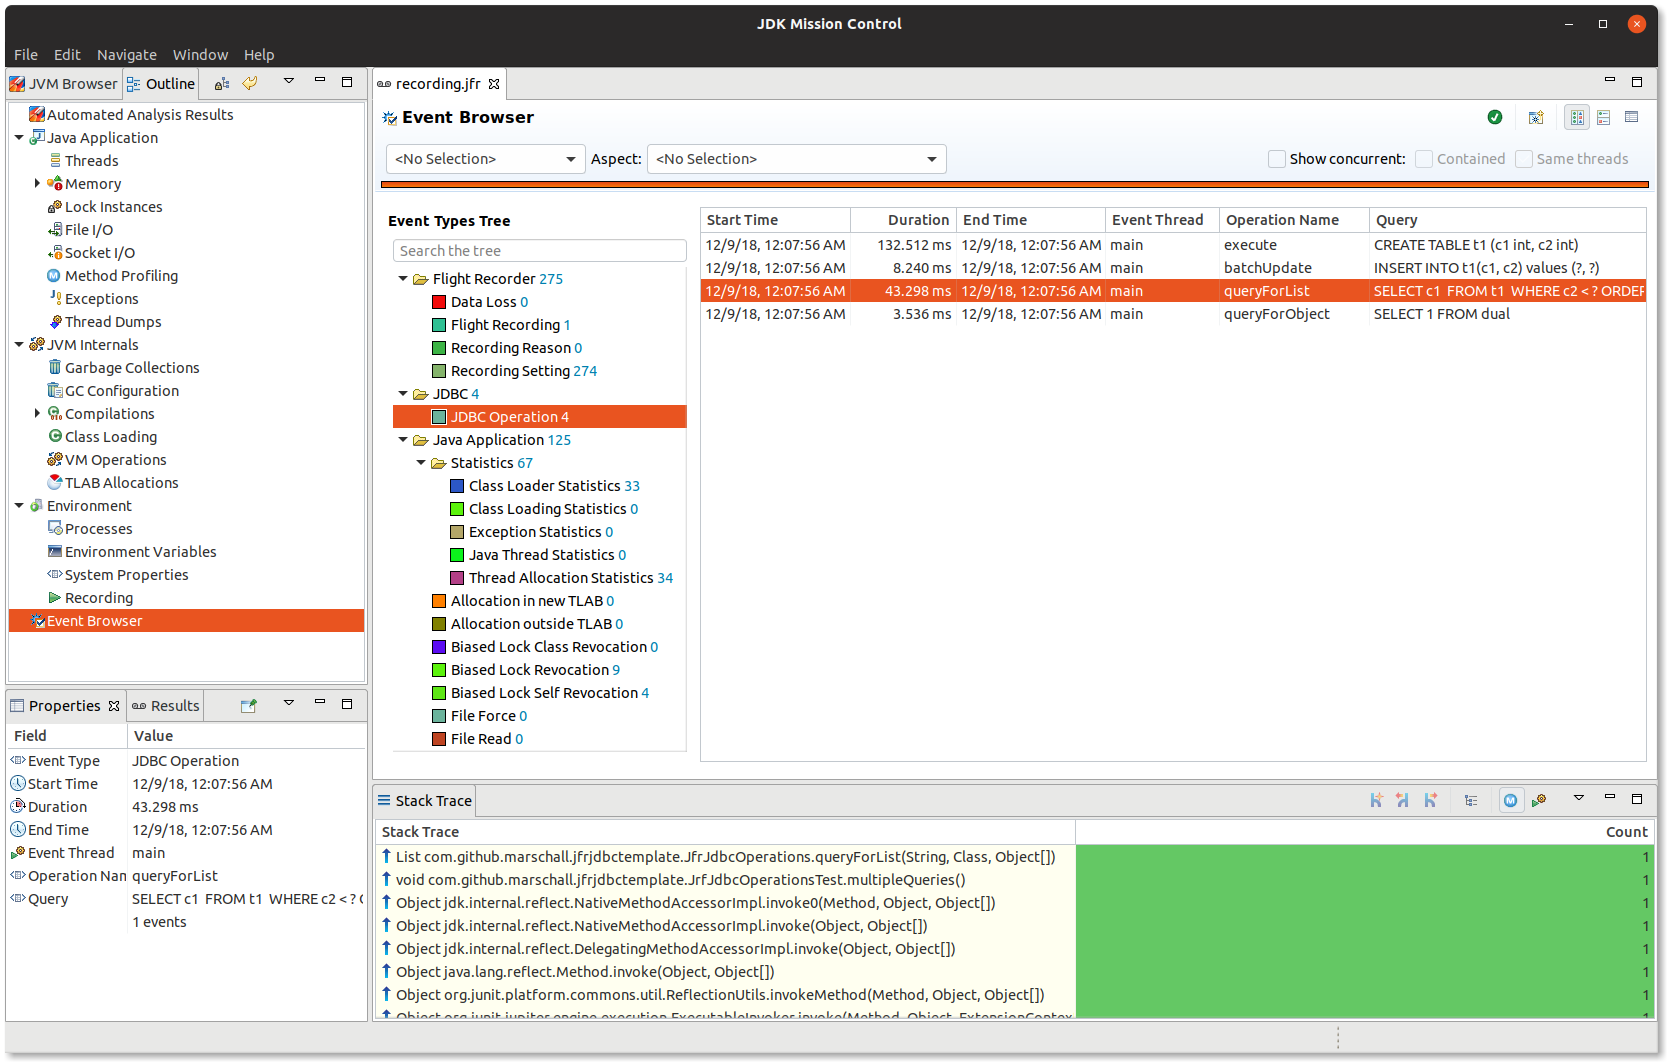 JDK Mission Control
File Edit Navigate Window Help
JVM Browser Outline
Automated Analysis Results
Java Application
Threads
Memory
Lock Instances
File I/O
Socket I/O
Method Profiling
Exceptions
Thread Dumps
JVM Internals
Garbage Collections
GC Configuration
Compilations
Class Loading
VM Operations
TLAB Allocations
Environment
Processes
Environment Variables
System Properties
Recording
Event Browser
Properties Results
Field Value
Event Type JDBC Operation
Start Time 12/9/18, 12:07:56 AM
Duration 43.298 ms
End Time 12/9/18, 12:07:56 AM
Event Thread main
Operation Nan queryForList
Query SELECT c1 FROM t1 WHERE c2 < ? O
1 events
recording.jfr
Event Browser
<No Selection> Aspect: <No Selection> Show concurrent: Contained Same threads
Event Types Tree
Search the tree
Flight Recorder 275
Data Loss 0
Flight Recording 1
Recording Reason 0
Recording Setting 274
JDBC 4
JDBC Operation 4
Java Application 125
Statistics 67
Class Loader Statistics 33
Class Loading Statistics 0
Exception Statistics 0
Java Thread Statistics 0
Thread Allocation Statistics 34
Allocation in new TLAB 0
Allocation outside TLAB 0
Biased Lock Class Revocation 0
Biased Lock Revocation 9
Biased Lock Self Revocation 4
File Force 0
File Read 0
Start Time Duration End Time Event Thread Operation Name Query
12/9/18, 12:07:56 AM 132.512 ms 12/9/18, 12:07:56 AM main execute CREATE TABLE t1 (c1 int, c2 int)
12/9/18, 12:07:56 AM 8.240 ms 12/9/18, 12:07:56 AM main batchUpdate INSERT INTO t1(c1, c2) values (?, ?)
12/9/18, 12:07:56 AM 43.298 ms 12/9/18, 12:07:56 AM main queryForList SELECT c1 FROM t1 WHERE c2 < ? ORDER
12/9/18, 12:07:56 AM 3.536 ms 12/9/18, 12:07:56 AM main queryForObject SELECT 1 FROM dual
Stack Trace
Stack Trace Count
List com.github.marschall.jfrjdbctemplate.JfrJdbcOperations.queryForList(String, Class, Object[]) 1
void com.github.marschall.jfrjdbctemplate.JrfJdbcOperationsTest.multipleQueries() 1
Object jdk.internal.reflect.NativeMethodAccessorImpl.invoke0(Method, Object, Object[]) 1
Object jdk.internal.reflect.NativeMethodAccessorImpl.invoke(Object, Object[]) 1
Object jdk.internal.reflect.DelegatingMethodAccessorImpl.invoke(Object, Object[]) 1
Object java.lang.reflect.Method.invoke(Object, Object[]) 1
Object org.junit.platform.commons.util.ReflectionUtils.invokeMethod(Method, Object, Object[]) 1
Object org.junit.jupiter.engine.execution.ExecutableInvoker.invoke(Method, Object, ExtensionContex 1